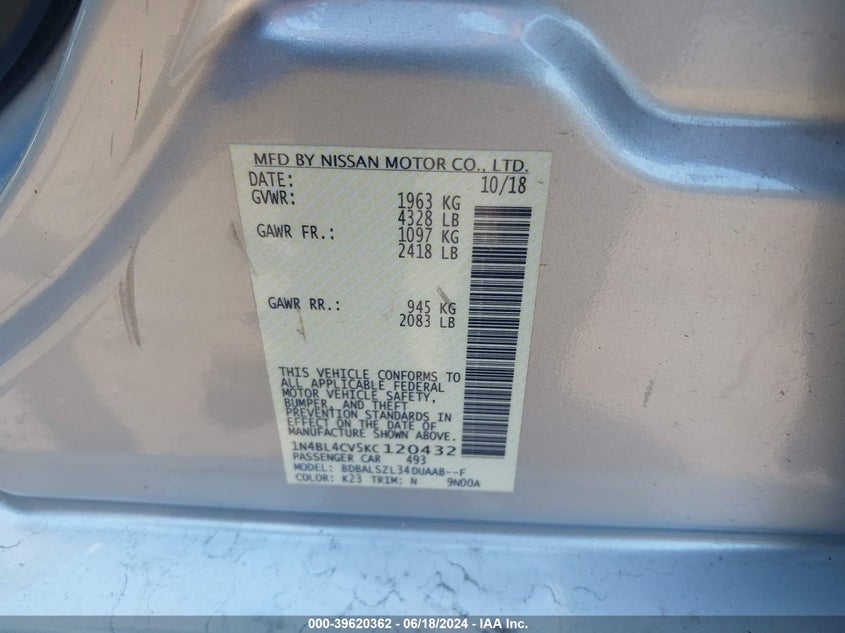 MFD BY NISSAN MOTOR CO., LTD.
DATE: 10/18
GVWR: 1963 KG
4328 LB
GAWR FR.: 1097 KG
2418 LB
GAWR RR.: 945 KG
2083 LB
THIS VEHICLE CONFORMS TO
ALL APPLICABLE FEDERAL
MOTOR VEHICLE SAFETY,
BUMPER, AND THEFT
PREVENTION STANDARDS IN
EFFECT ON THE DATE OF
MANUFACTURE SHOWN ABOVE.
1N4BL4CV5KC120432
PASSENGER CAR 493
MODEL: BDBALSZL34DUAAB--F
COLOR: K23 TRIM: N 9N00A
000-39620362 / 06/18/2024 - IAA Inc.